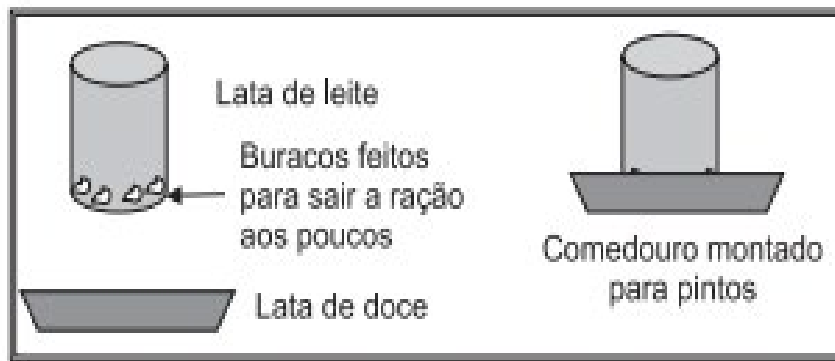 Lata de leite
Buracos feitos
para sair a ração
aos poucos
Lata de doce
Comedouro montado
para pintos